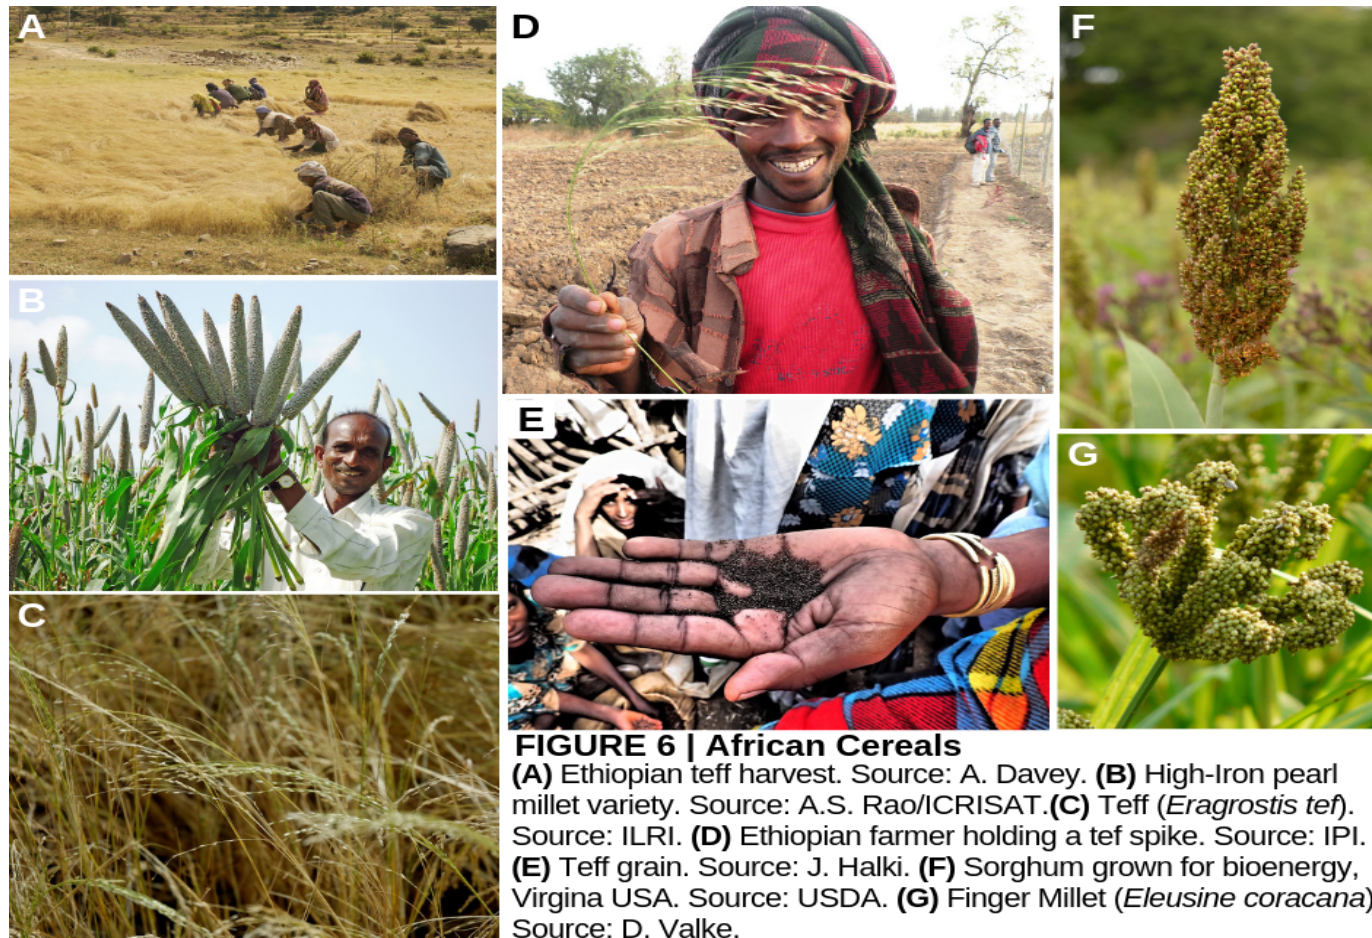 A
D
F
B
E
G
C
FIGURE 6 | African Cereals
(A) Ethiopian teff harvest. Source: A. Davey. (B) High-Iron pearl
millet variety. Source: A.S. Rao/ICRISAT.(C) Teff (Eragrostis tef).
Source: ILRI. (D) Ethiopian farmer holding a tef spike. Source: IPI.
(E) Teff grain. Source: J. Halki. (F) Sorghum grown for bioenergy,
Virgina USA. Source: USDA. (G) Finger Millet (Eleusine coracana)
Source: D. Valke.